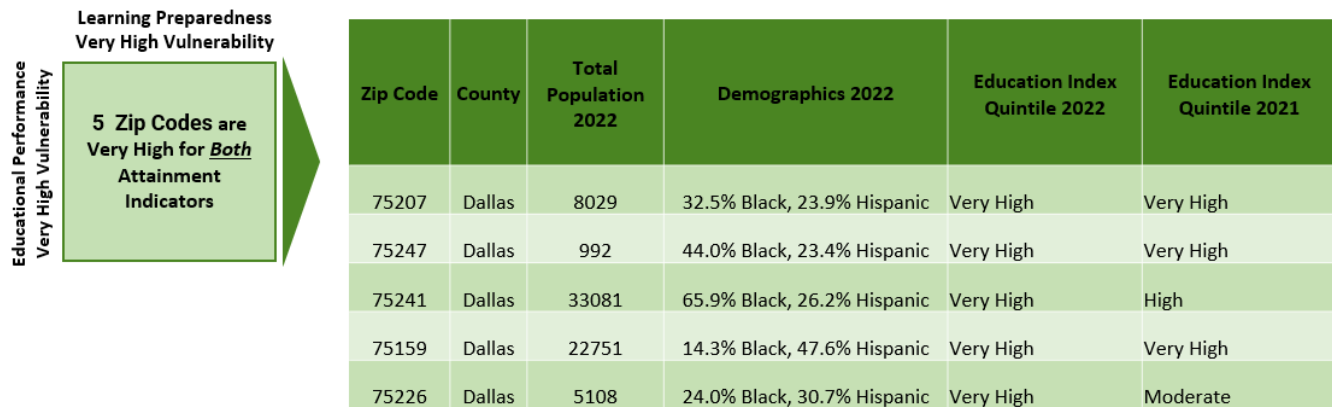 Learning Preparedness
Very High Vulnerability
Educational Performance
Very High Vulnerability
5 Zip Codes are
Very High for Both
Attainment
Indicators
Zip Code County Total Population 2022 Demographics 2022 Education Index Quintile 2022 Education Index Quintile 2021
75207 Dallas 8029 32.5% Black, 23.9% Hispanic Very High Very High
75247 Dallas 992 44.0% Black, 23.4% Hispanic Very High Very High
75241 Dallas 33081 65.9% Black, 26.2% Hispanic Very High High
75159 Dallas 22751 14.3% Black, 47.6% Hispanic Very High Very High
75226 Dallas 5108 24.0% Black, 30.7% Hispanic Very High Moderate